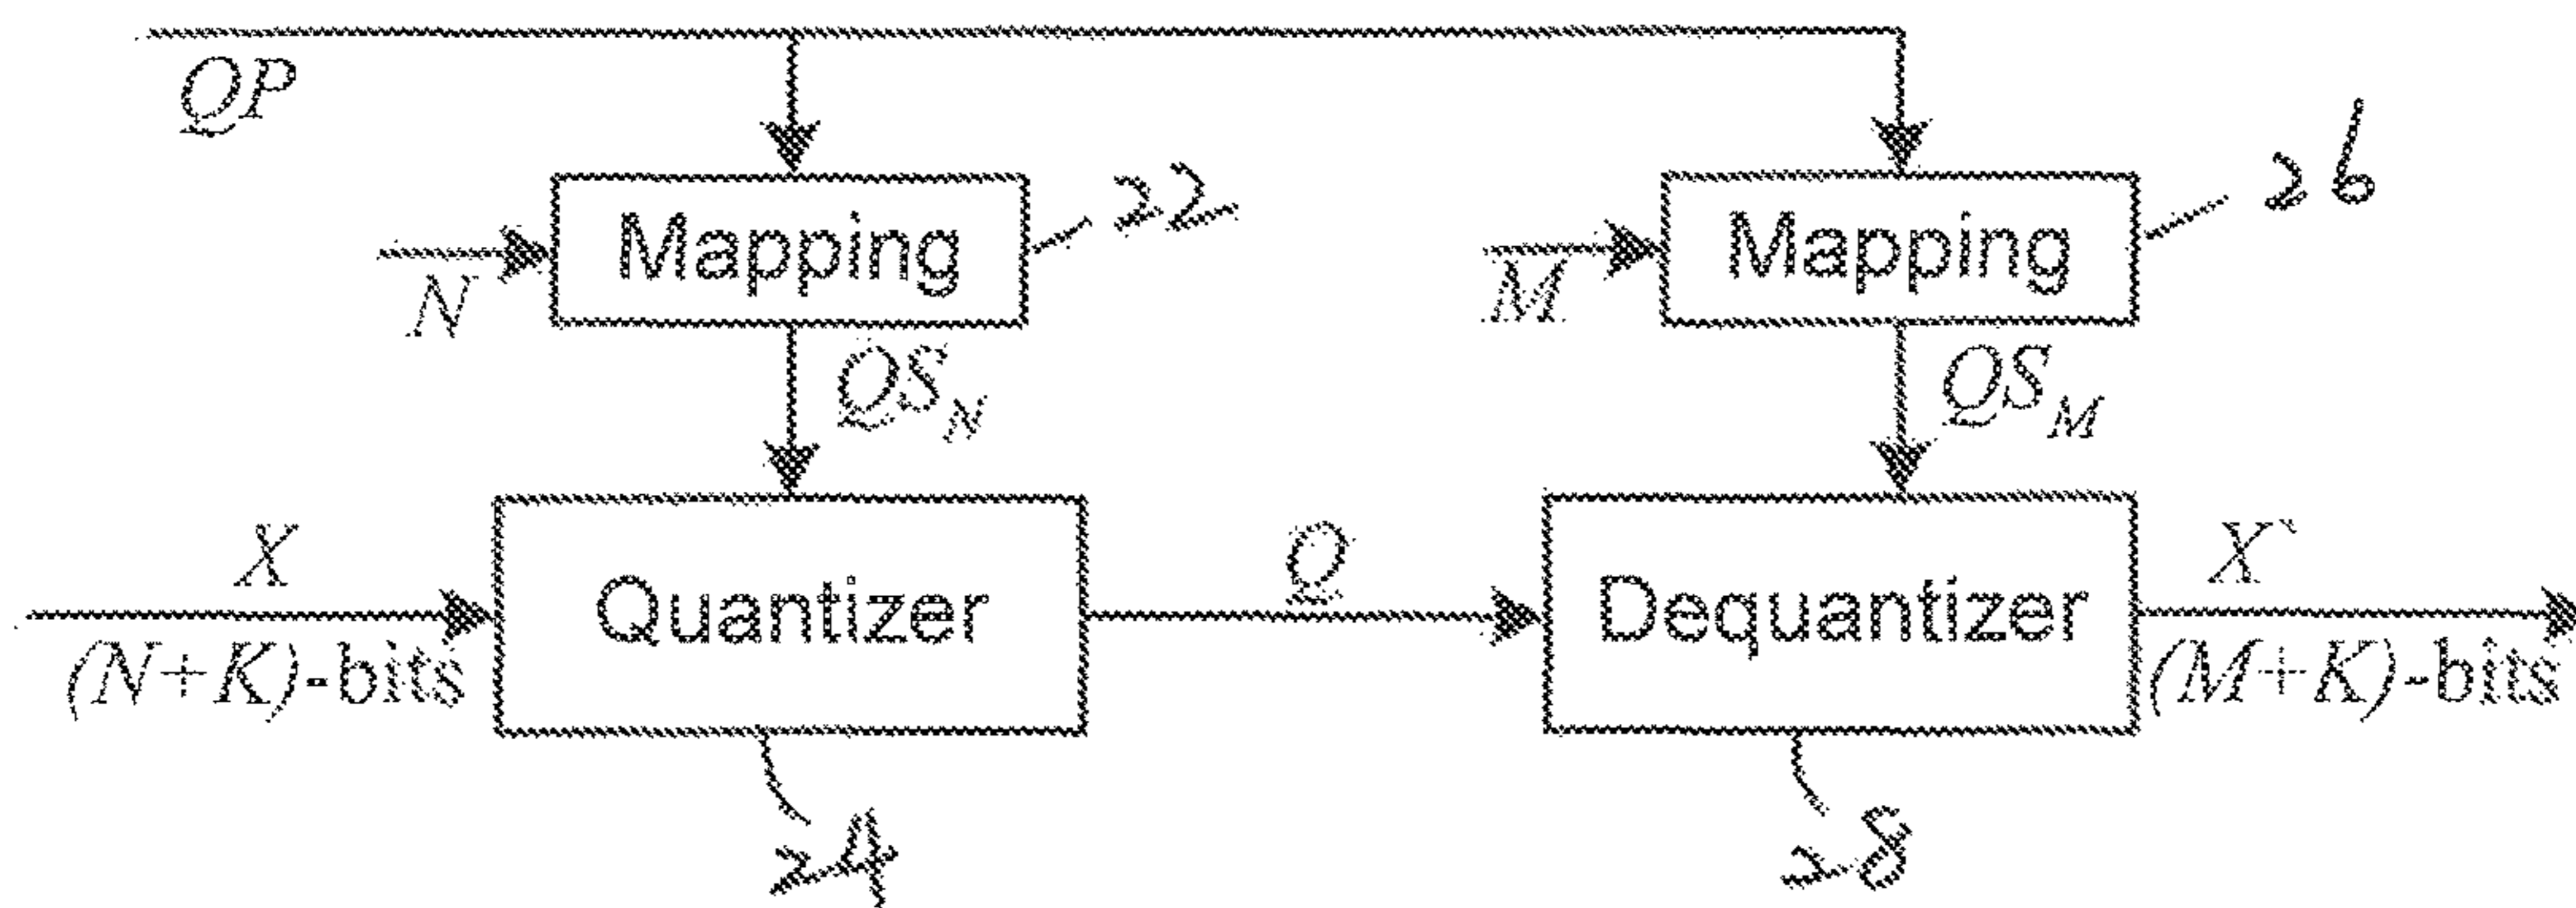 QP
Mapping 22 Mapping 26
N M
QS_N QS_M
X Q X`
Quantizer Dequantizer
(N+K)-bits (M+K)-bits
24 28